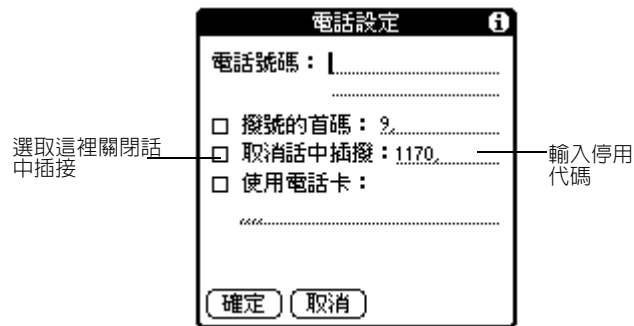 電話設定 i
電話號碼：
□ 撥號的首碼：9,
□ 取消話中插撥：1170,
□ 使用電話卡：
,,,,
確定 取消
選取這裡關閉話
中插接
輸入停用
代碼